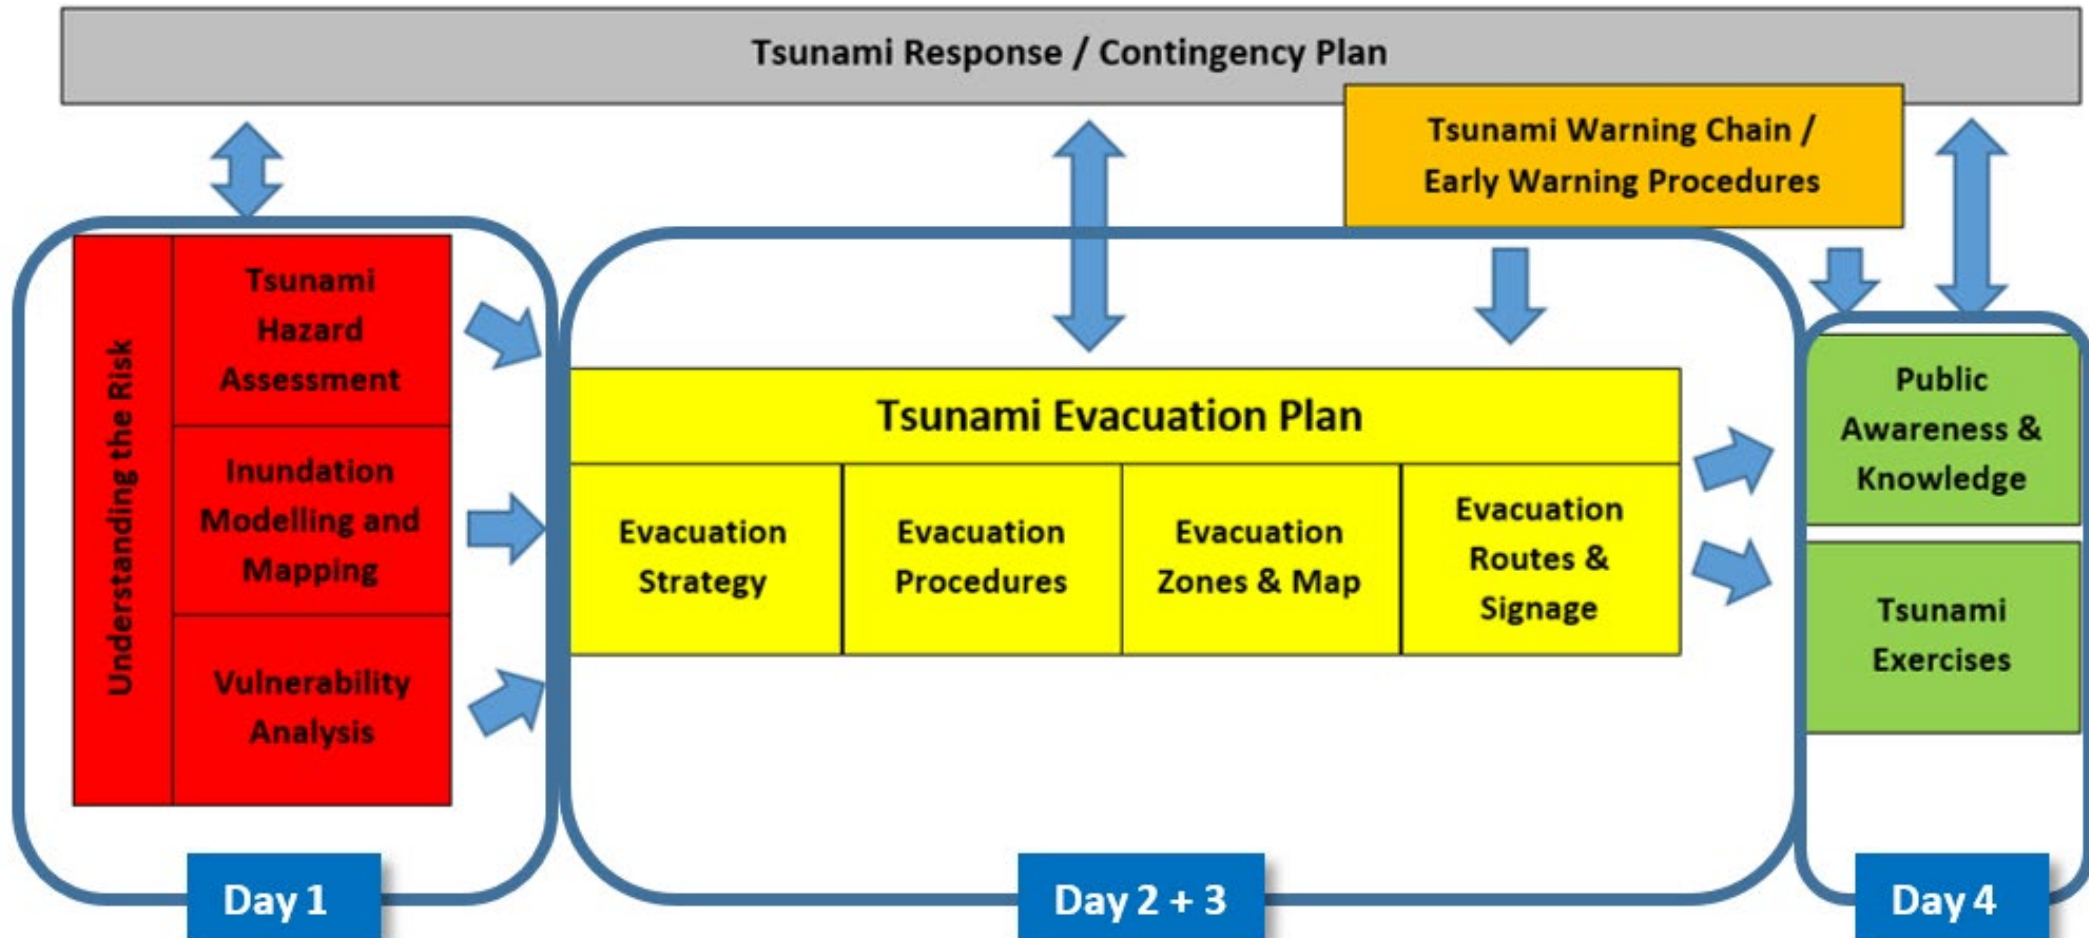 Tsunami Response / Contingency Plan
Tsunami Warning Chain /
Early Warning Procedures
Understanding the Risk
Tsunami
Hazard
Assessment
Inundation
Modelling and
Mapping
Vulnerability
Analysis
Tsunami Evacuation Plan
Evacuation
Strategy
Evacuation
Procedures
Evacuation
Zones & Map
Evacuation
Routes &
Signage
Public
Awareness &
Knowledge
Tsunami
Exercises
Day 1
Day 2 + 3
Day 4